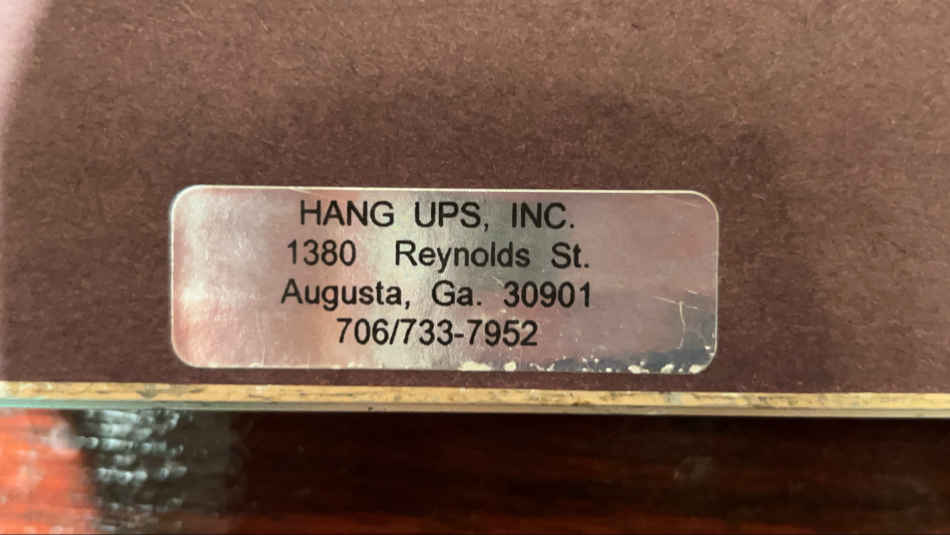 HANG UPS, INC.
1380 Reynolds St.
Augusta, Ga. 30901
706/733-7952